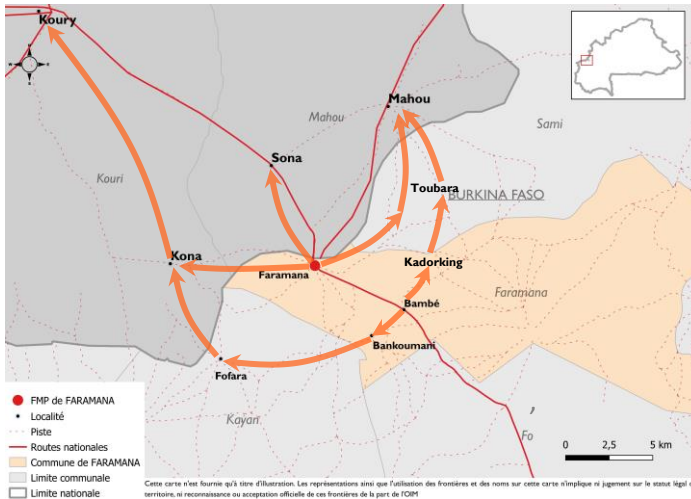 Koury
Mahou
Mahou
Sami
Sona
Kouri
Toubara
BURKINA FASO
Kona
Kadorking
Faramana
Faramana
Bambé
Bankoumani
Fofara
Kayan
,
Fo
FMP de FARAMANA
Localité
Piste
Routes nationales
Commune de FARAMANA
Limite communale
Limite nationale
0 2,5 5 km
Cette carte n'est fournie qu'à titre d'illustration. Les représentations ainsi que l'utilisation des frontières et des noms sur cette carte n'implique ni jugement sur le statut légal
territoire, ni reconnaissance ou acceptation officielle de ces frontières de la part de l'OIM